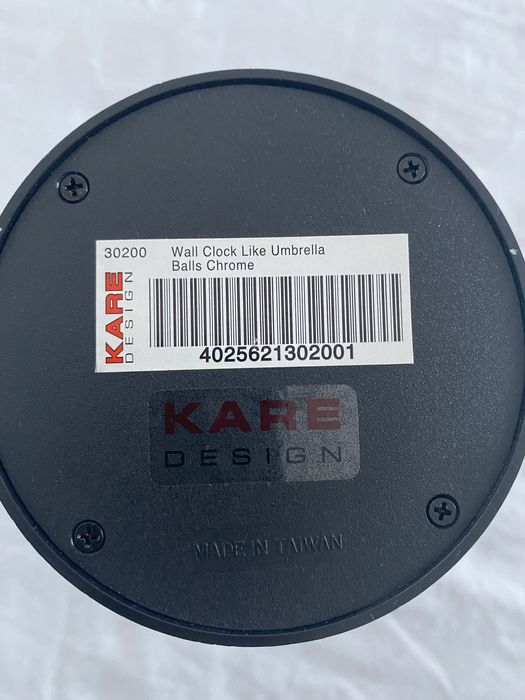 30200 Wall Clock Like Umbrella
Balls Chrome
KARE
DESIGN
4025621302001
KARE
DESIGN
MADE IN TAIWAN